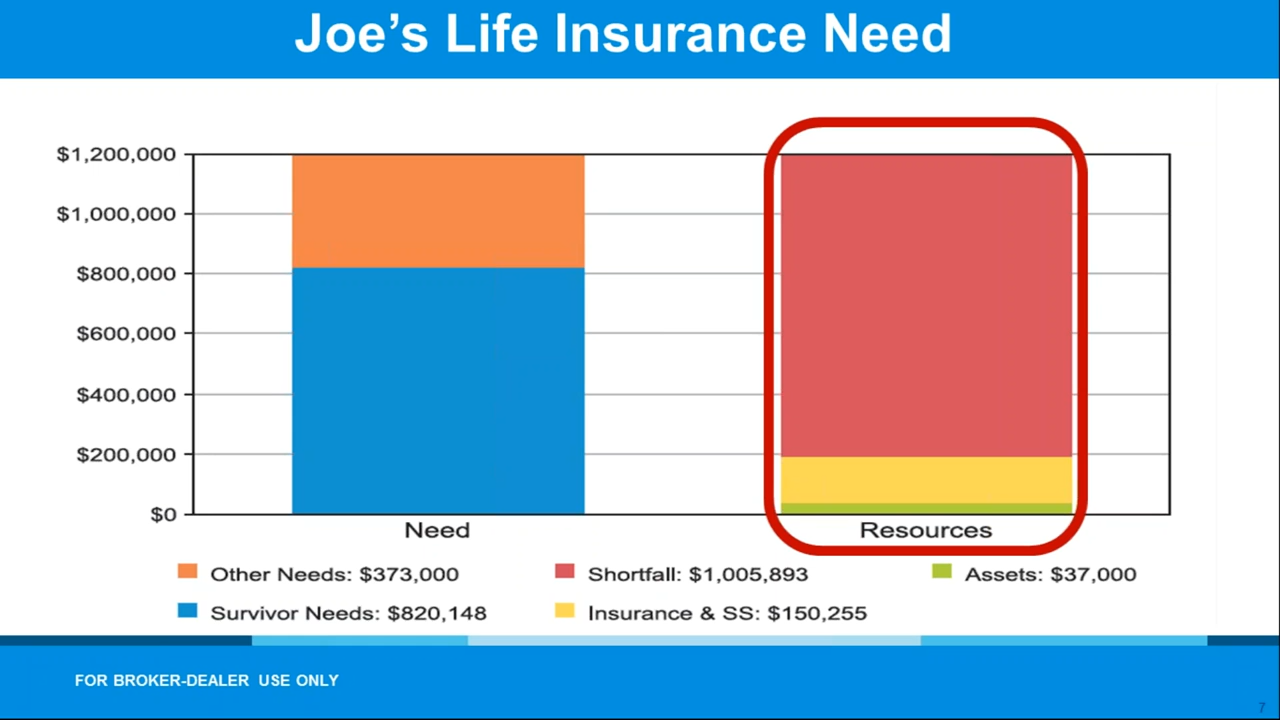 Joe's Life Insurance Need
$1,200,000
$1,000,000
$800,000
$600,000
$400,000
$200,000
$0
Need
Resources
Other Needs: $373,000
Shortfall: $1,005,893
Assets: $37,000
Survivor Needs: $820,148
Insurance & SS: $150,255
FOR BROKER-DEALER USE ONLY
7